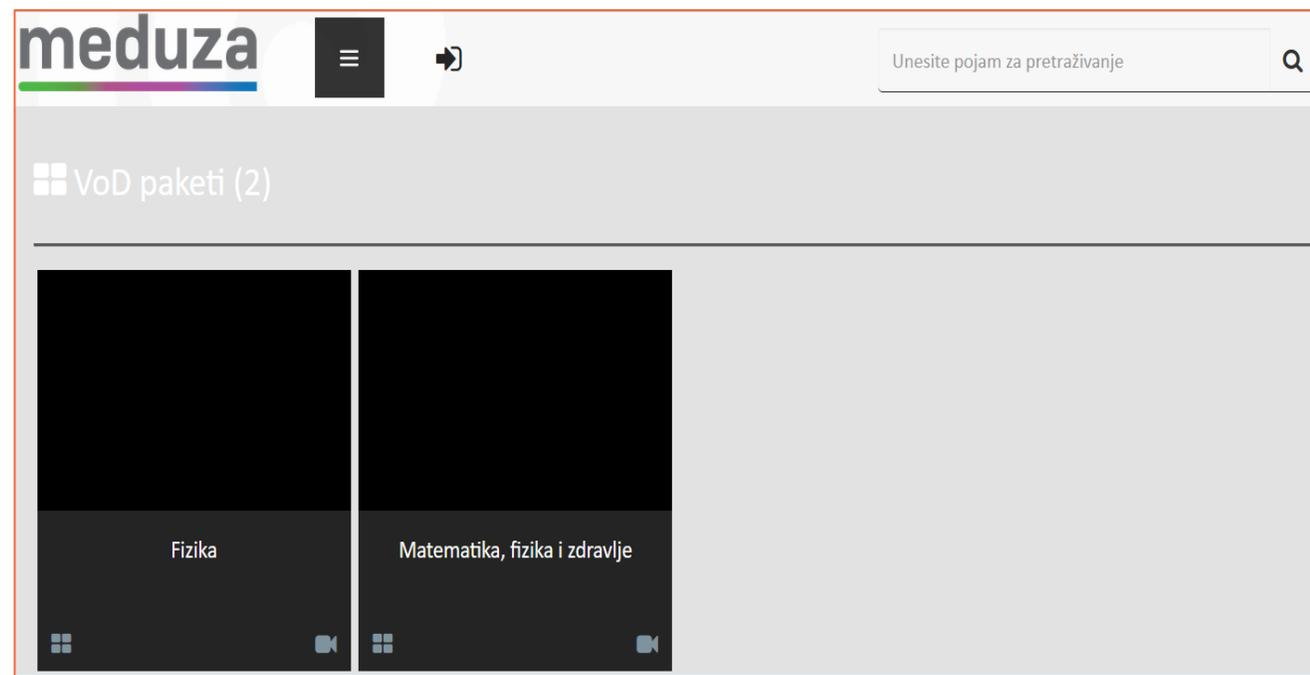 meduza
Unesite pojam za pretraživanje
VoD paketi (2)
Fizika
Matematika, fizika i zdravlje